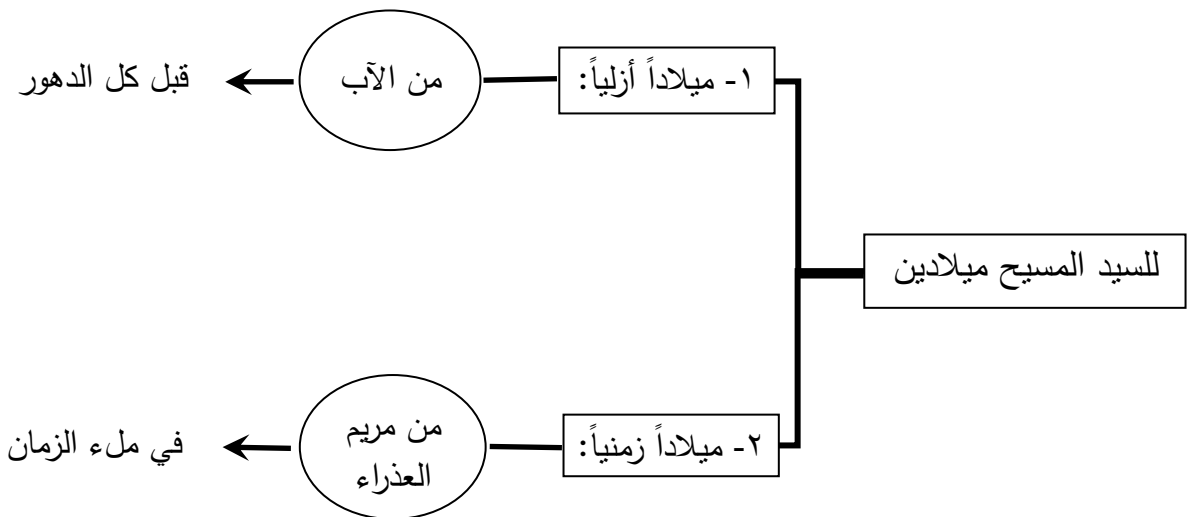 للسيد المسيح ميلادين
١- ميلاداً أزلياً:
من الآب
قبل كل الدهور
٢- ميلاداً زمنياً:
من مريم
العذراء
في ملء الزمان